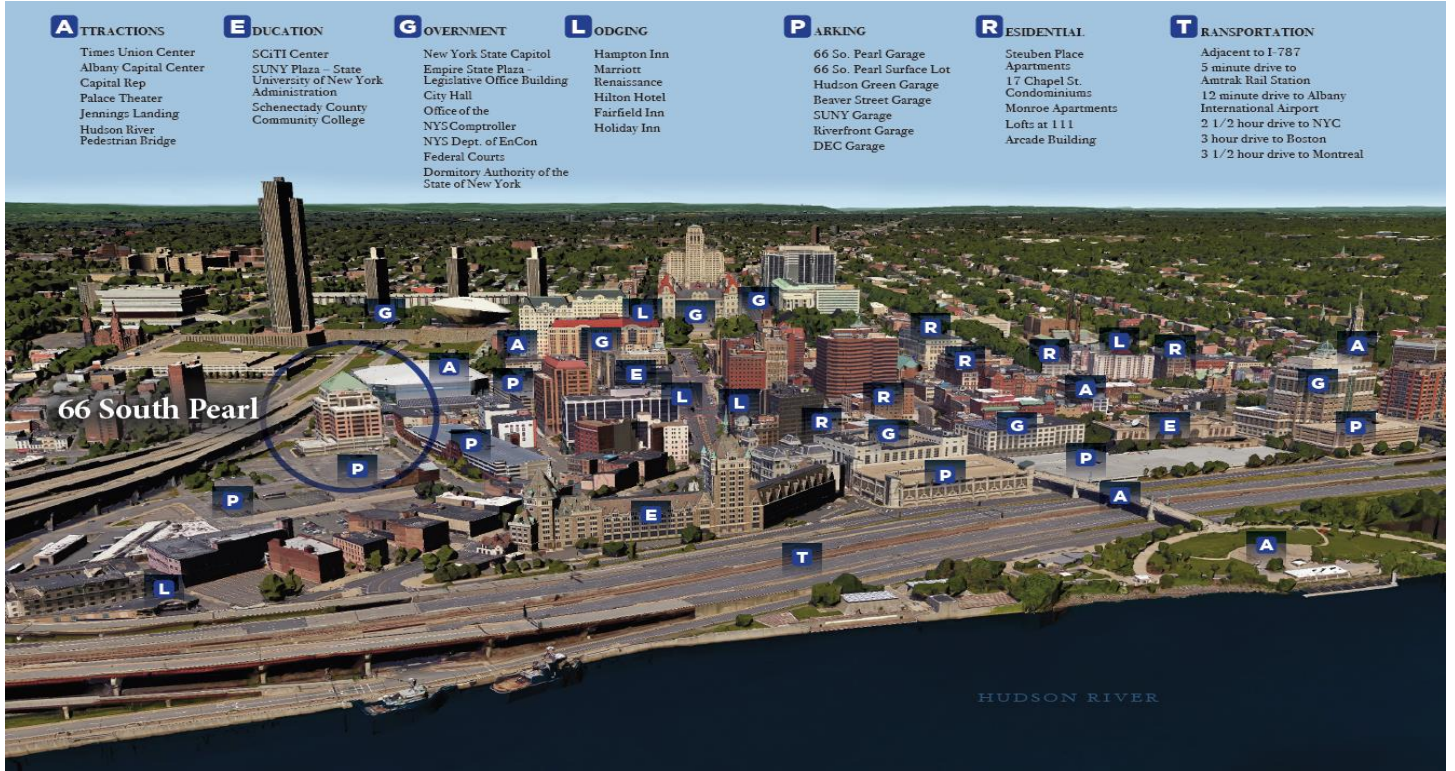 ATTRACTIONS
Times Union Center
Albany Capital Center
Capital Rep
Palace Theater
Jennings Landing
Hudson River
Pedestrian Bridge
EDUCATION
SCiTI Center
SUNY Plaza – State
University of New York
Administration
Schenectady County
Community College
GOVERNMENT
New York State Capitol
Empire State Plaza -
Legislative Office Building
City Hall
Office of the
NYS Comptroller
NYS Dept. of EnCon
Federal Courts
Dormitory Authority of the
State of New York
LODGING
Hampton Inn
Marriott
Renaissance
Hilton Hotel
Fairfield Inn
Holiday Inn
PARKING
66 So. Pearl Garage
66 So. Pearl Surface Lot
Hudson Green Garage
Beaver Street Garage
SUNY Garage
Riverfront Garage
DEC Garage
RESIDENTIAL
Steuben Place
Apartments
17 Chapel St.
Condominiums
Monroe Apartments
Lofts at 111
Arcade Building
TRANSPORTATION
Adjacent to I-787
5 minute drive to
Amtrak Rail Station
12 minute drive to Albany
International Airport
2 1/2 hour drive to NYC
3 hour drive to Boston
3 1/2 hour drive to Montreal
G
L
G
G
A
G
R
R
R
L
R
A
A
P
E
L
L
R
A
G
66 South Pearl
P
R
G
G
E
P
P
P
P
P
A
E
T
A
L
HUDSON RIVER